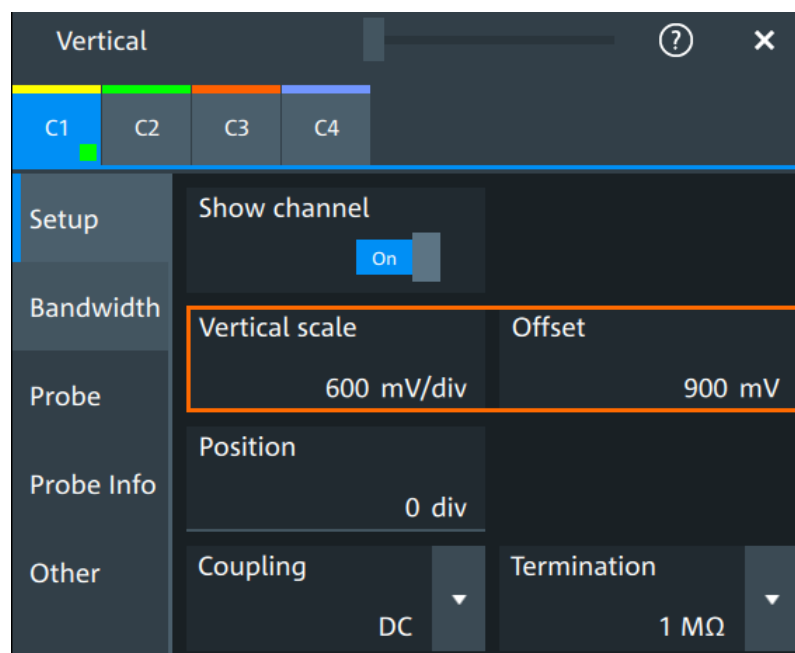 Vertical ? ×
C1 C2 C3 C4
Setup
Show channel
On
Bandwidth
Vertical scale Offset
600 mV/div 900 mV
Probe
Position
Probe Info
0 div
Other
Coupling Termination
DC 1 MΩ